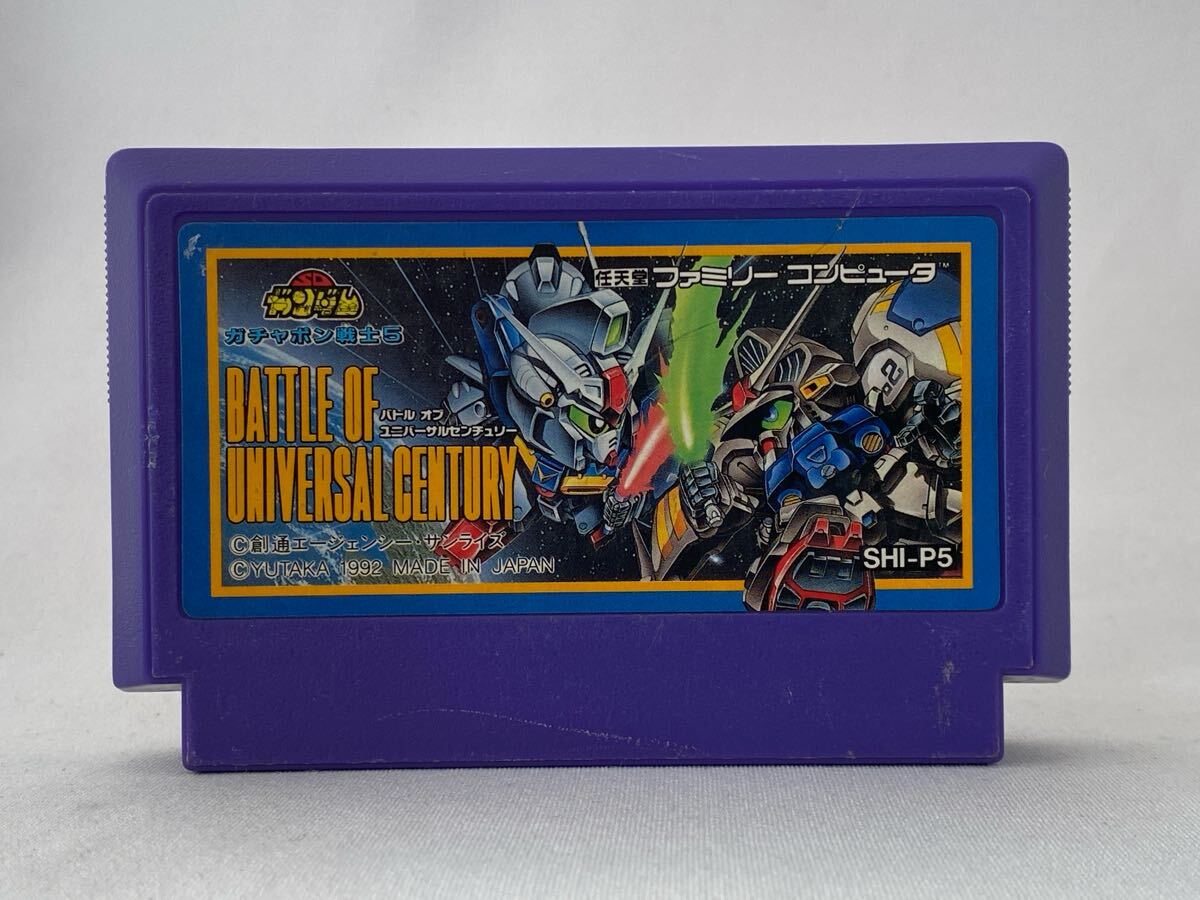 任天堂 ファミリー コンピュータ™
SD
ガンダム
ガチャポン戦士5
BATTLE OF
バトル オブ
ユニバーサルセンチュリー
UNIVERSAL CENTURY
©創通エージェンシー・サンライズ
©YUTAKA 1992 MADE IN JAPAN
SHI-P5
02